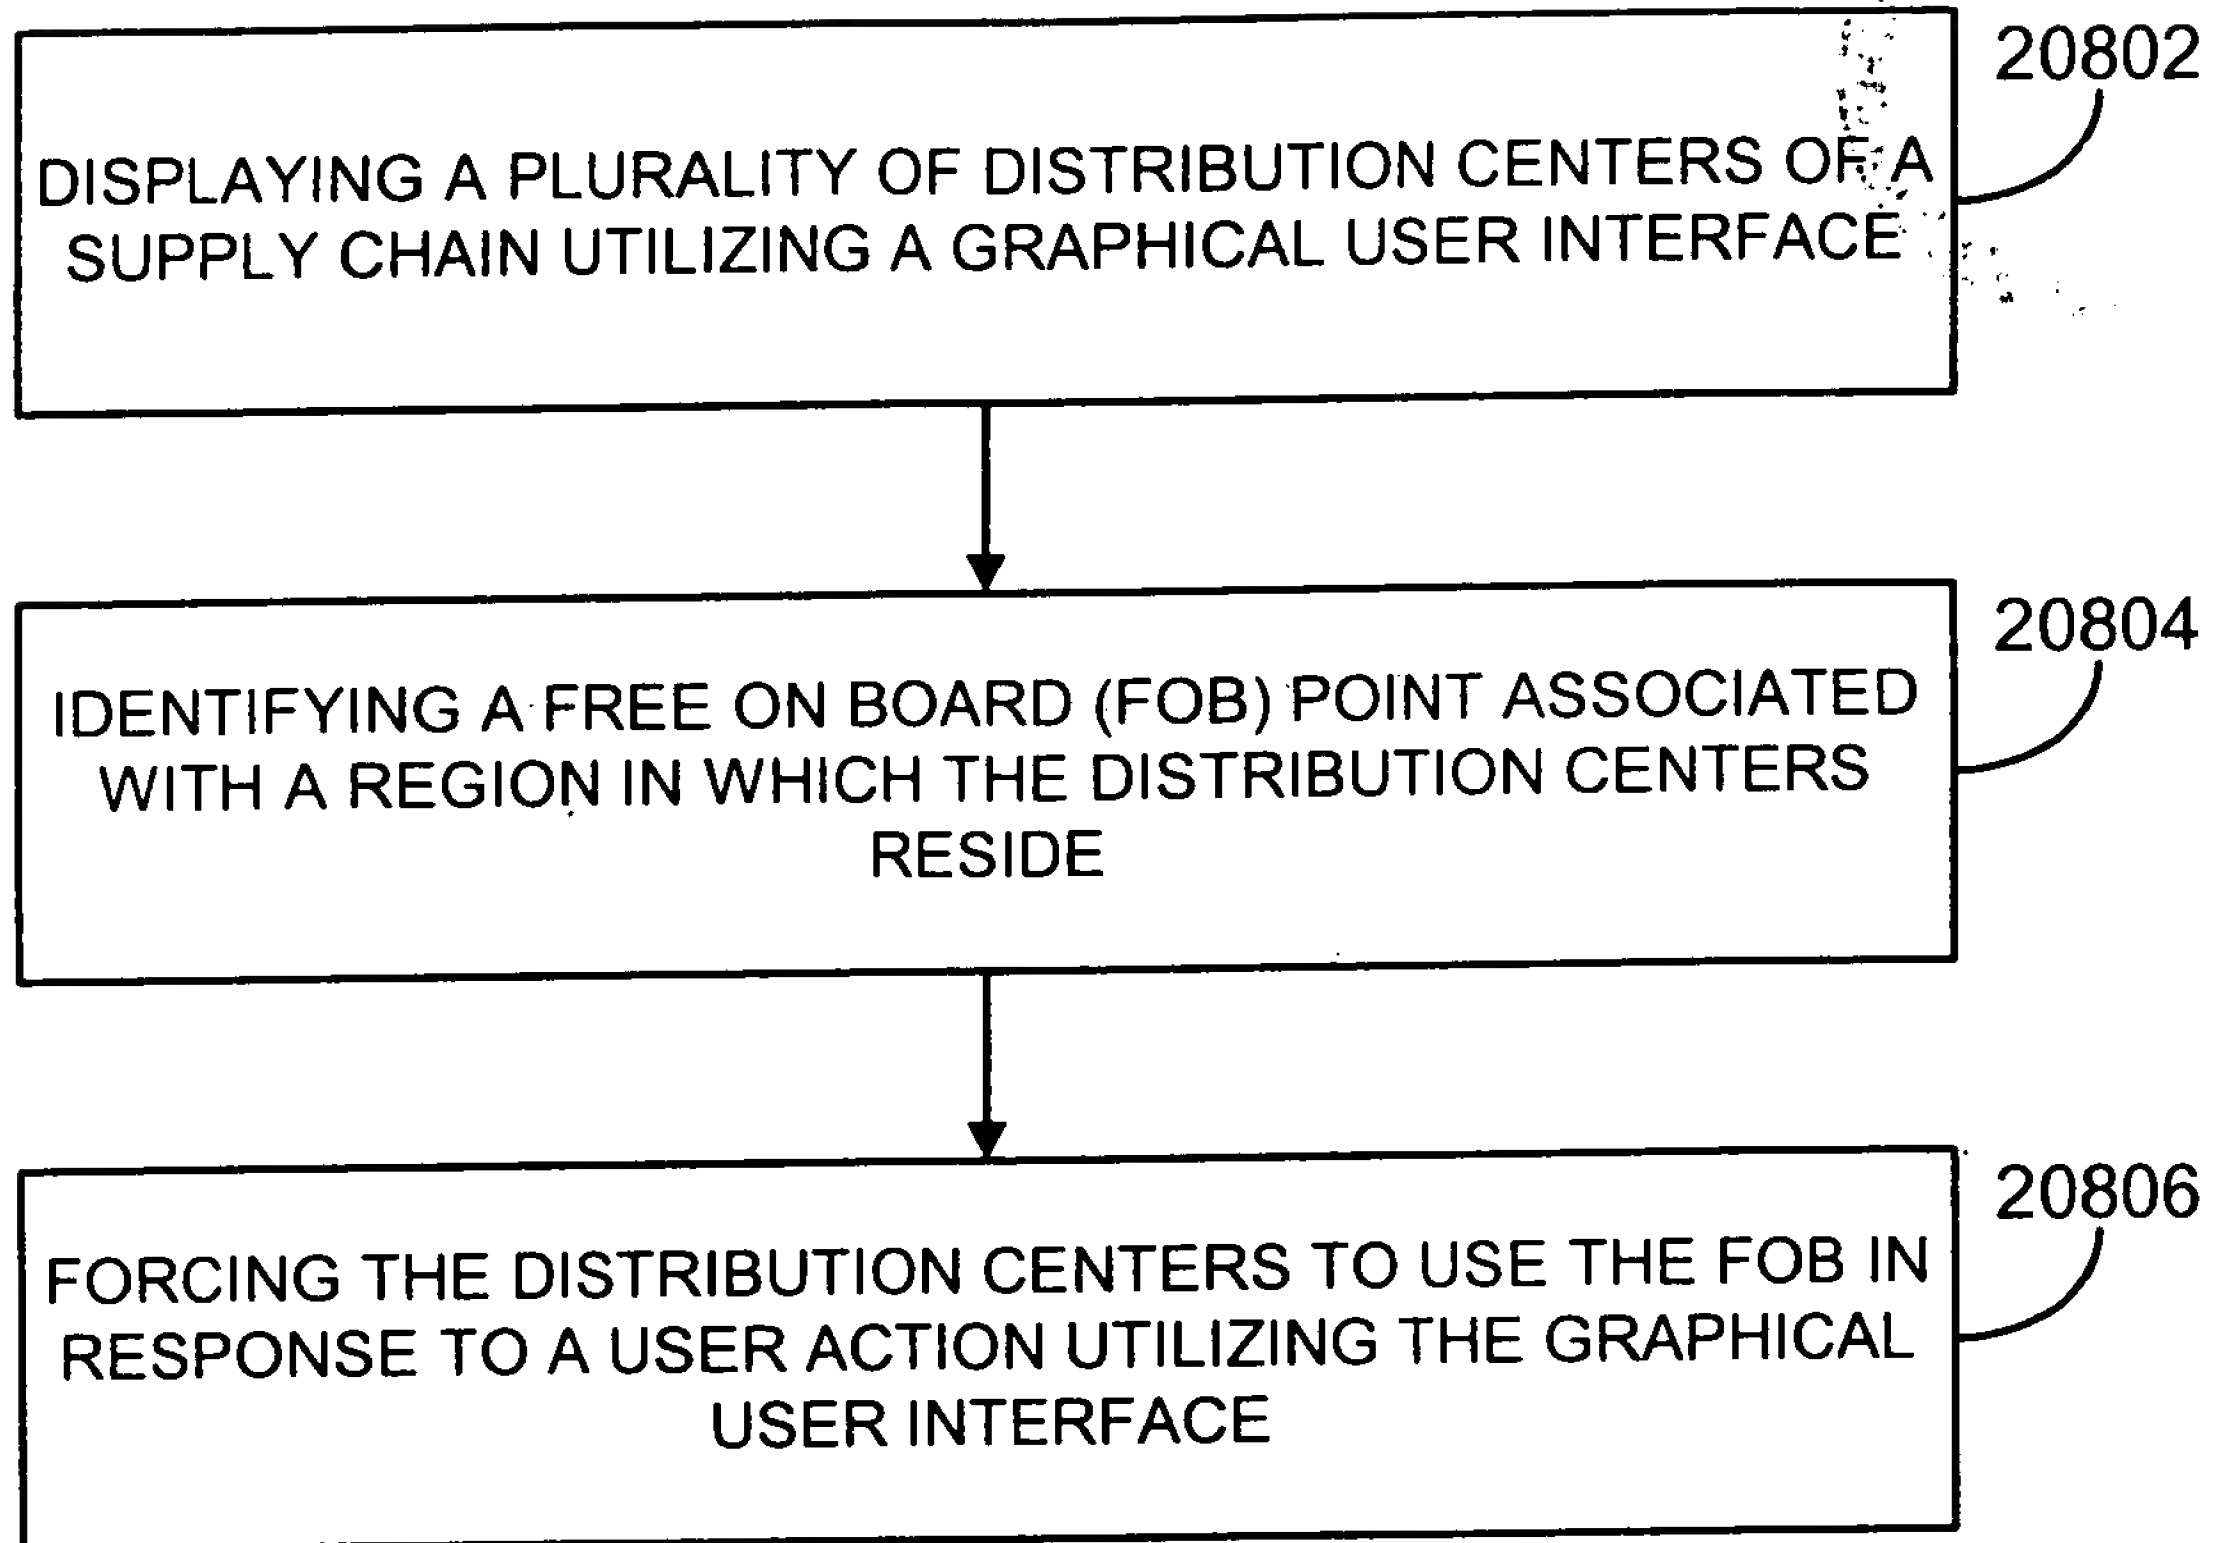 20802
DISPLAYING A PLURALITY OF DISTRIBUTION CENTERS OF A
SUPPLY CHAIN UTILIZING A GRAPHICAL USER INTERFACE
20804
IDENTIFYING A FREE ON BOARD (FOB) POINT ASSOCIATED
WITH A REGION IN WHICH THE DISTRIBUTION CENTERS
RESIDE
20806
FORCING THE DISTRIBUTION CENTERS TO USE THE FOB IN
RESPONSE TO A USER ACTION UTILIZING THE GRAPHICAL
USER INTERFACE